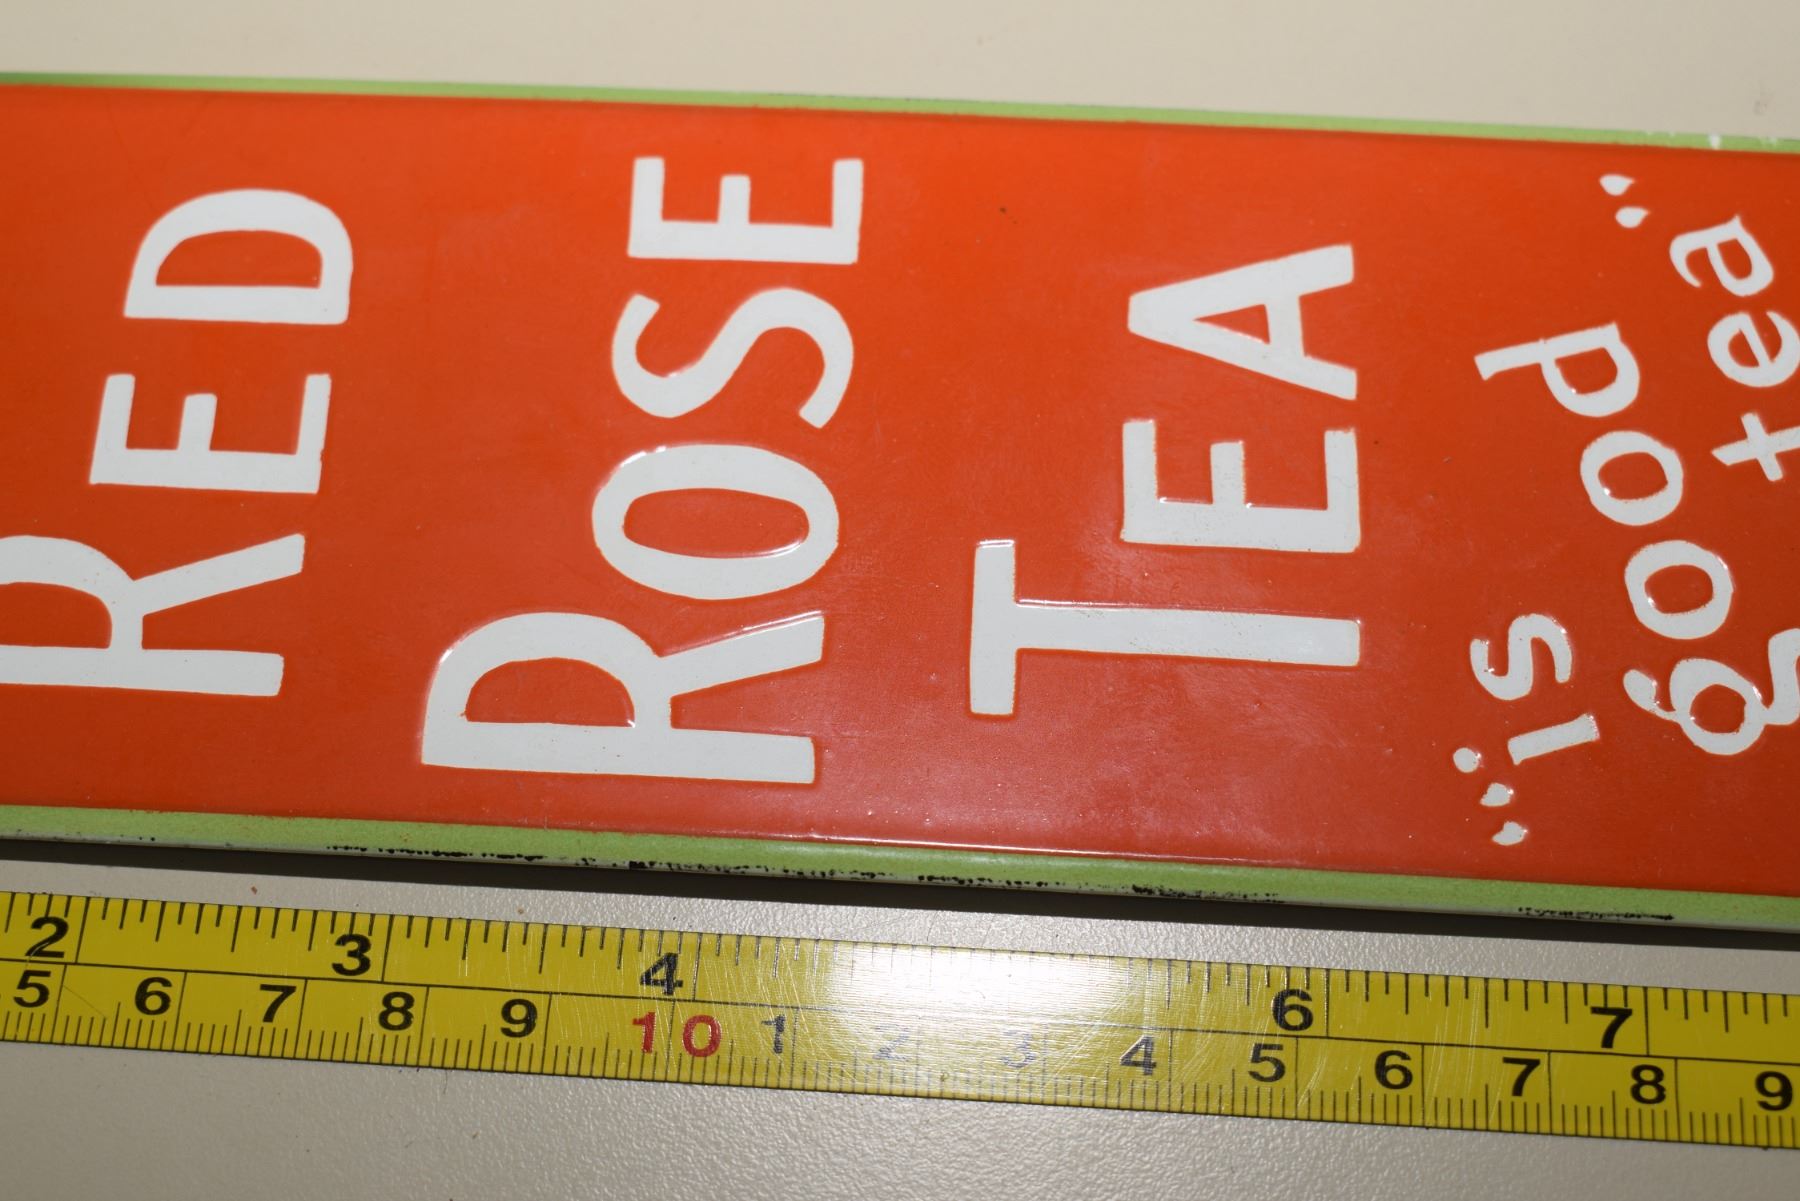 RED
ROSE
TEA
"is good"
good tea
2 3 4 6 7
5 6 7 8 9 10 1 2 3 4 5 6 7 8 9